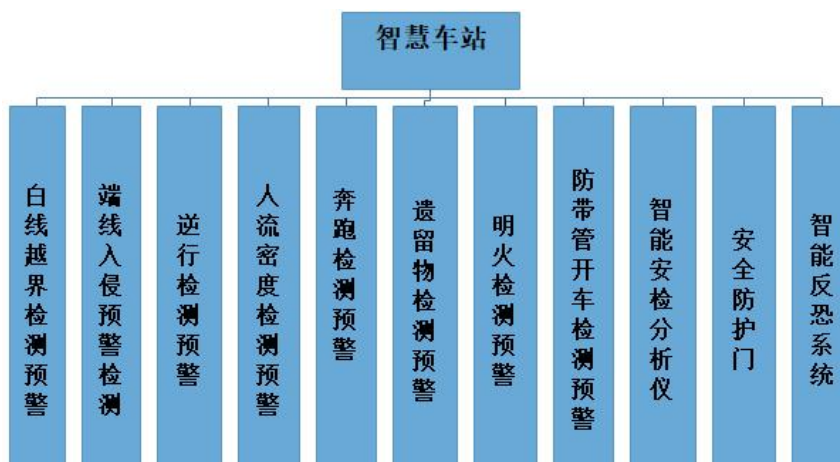 智慧车站
白线越界检测预警
端线入侵预警检测
逆行检测预警
人流密度检测预警
奔跑检测预警
遗留物检测预警
明火检测预警
防带管开车检测预警
智能安检分析仪
安全防护门
智能反恐系统